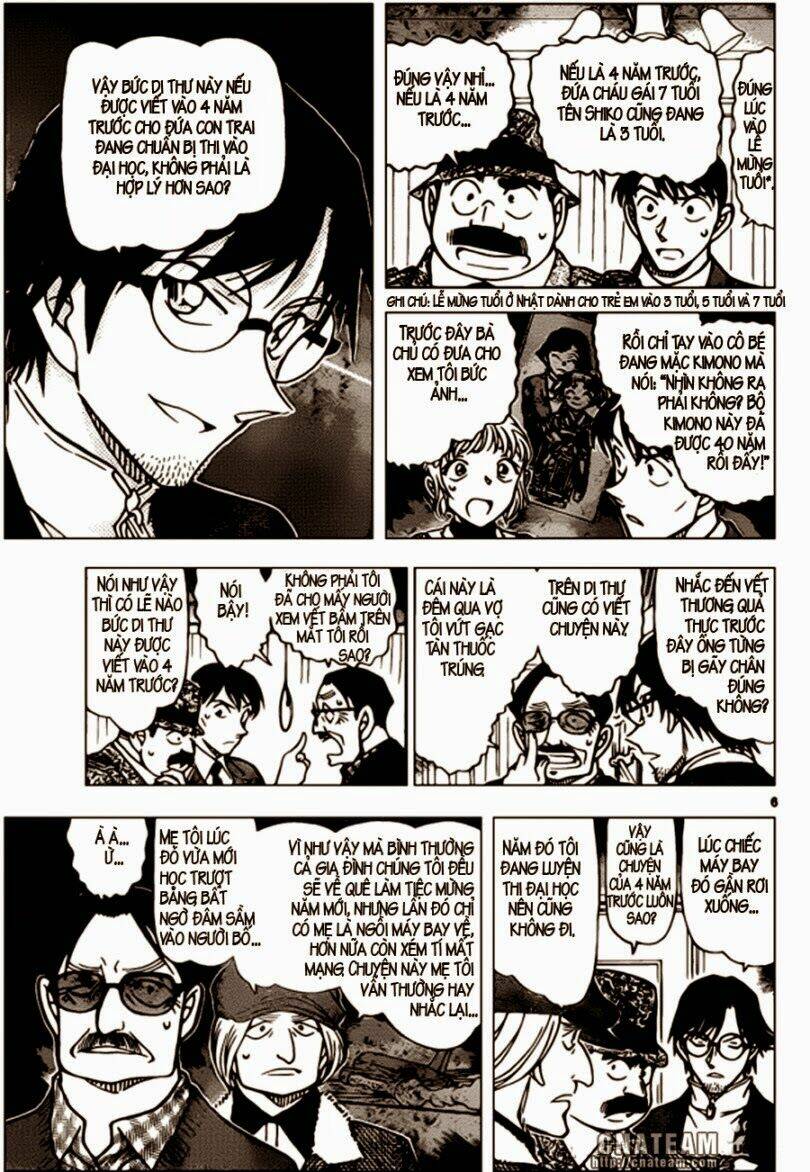 ĐÚNG
LÚC VÀO
LỄ
MỪNG
TUỔI*.
NẾU LÀ 4 NĂM
TRƯỚC,
ĐỨA CHÁU GÁI 7 TUỔI
TÊN SHIKO CŨNG ĐANG
LÀ 3 TUỔI.
ĐÚNG VẬY NHỈ...
NẾU LÀ 4 NĂM
TRƯỚC...
GHI CHÚ: LỄ MỪNG TUỔI Ở NHẬT DÀNH CHO TRẺ EM VÀO 3 TUỔI, 5 TUỔI VÀ 7 TUỔI
VẬY BỨC DI THƯ NÀY NẾU
ĐƯỢC VIẾT VÀO 4 NĂM
TRƯỚC CHO ĐỨA CON TRAI
ĐANG CHUẨN BỊ THI VÀO
ĐẠI HỌC, KHÔNG PHẢI LÀ
HỢP LÝ HƠN SAO?
RỒI CHỈ TAY VÀO CÔ BÉ
ĐANG MẶC KIMONO MÀ
NÓI: "NHÌN KHÔNG RA
PHẢI KHÔNG? BỘ
KIMONO NÀY ĐÃ
ĐƯỢC 40 NĂM
RỒI ĐẤY!"
TRƯỚC ĐÂY BÀ
CHỦ CÓ ĐƯA CHO
XEM TÔI BỨC
ẢNH...
NHẮC ĐẾN VẾT
THƯƠNG QUẢ
THỰC TRƯỚC
ĐÂY ÔNG TỪNG
BỊ GÃY CHÂN
ĐÚNG
KHÔNG?
TRÊN DI THƯ
CŨNG CÓ VIẾT
CHUYỆN NÀY.
CÁI NÀY LÀ
ĐÊM QUA VỢ
TÔI VỨT GẠC
TÀN THUỐC
TRÚNG.
KHÔNG PHẢI TÔI
ĐÃ CHO MẤY NGƯỜI
XEM VẾT BẦM TRÊN
MẮT TÔI RỒI
SAO?
NÓI
BẬY!
NÓI NHƯ VẬY
THÌ CÓ LẼ NÀO
BỨC DI THƯ
NÀY ĐƯỢC
VIẾT VÀO 4
NĂM TRƯỚC?
6
LÚC CHIẾC
MÁY BAY
ĐÓ GẦN RƠI
XUỐNG...
VẬY
CŨNG LÀ
CHUYỆN
CỦA 4 NĂM
TRƯỚC LUÔN
SAO?
NĂM ĐÓ TÔI
ĐANG LUYỆN
THI ĐẠI HỌC
NÊN CŨNG
KHÔNG ĐI.
VÌ NHƯ VẬY MÀ BÌNH THƯỜNG
CẢ GIA ĐÌNH CHÚNG TÔI ĐỀU
SẼ VỀ QUÊ LÀM TIỆC MỪNG
NĂM MỚI, NHƯNG LẦN ĐÓ CHỈ
CÓ MẸ LÀ NGỒI MÁY BAY VỀ,
HƠN NỮA CÒN XÉM TÍ MẤT
MẠNG CHUYỆN NÀY MẸ TÔI
VẪN THƯỜNG HAY
NHẮC LẠI...
MẸ TÔI LÚC
ĐÓ VỪA MỚI
HỌC TRƯỢT
BĂNG BẤT
NGỜ ĐÂM SẦM
VÀO NGƯỜI BỐ...
À À...
Ừ...
CNATEAM
http://cnateam.com/